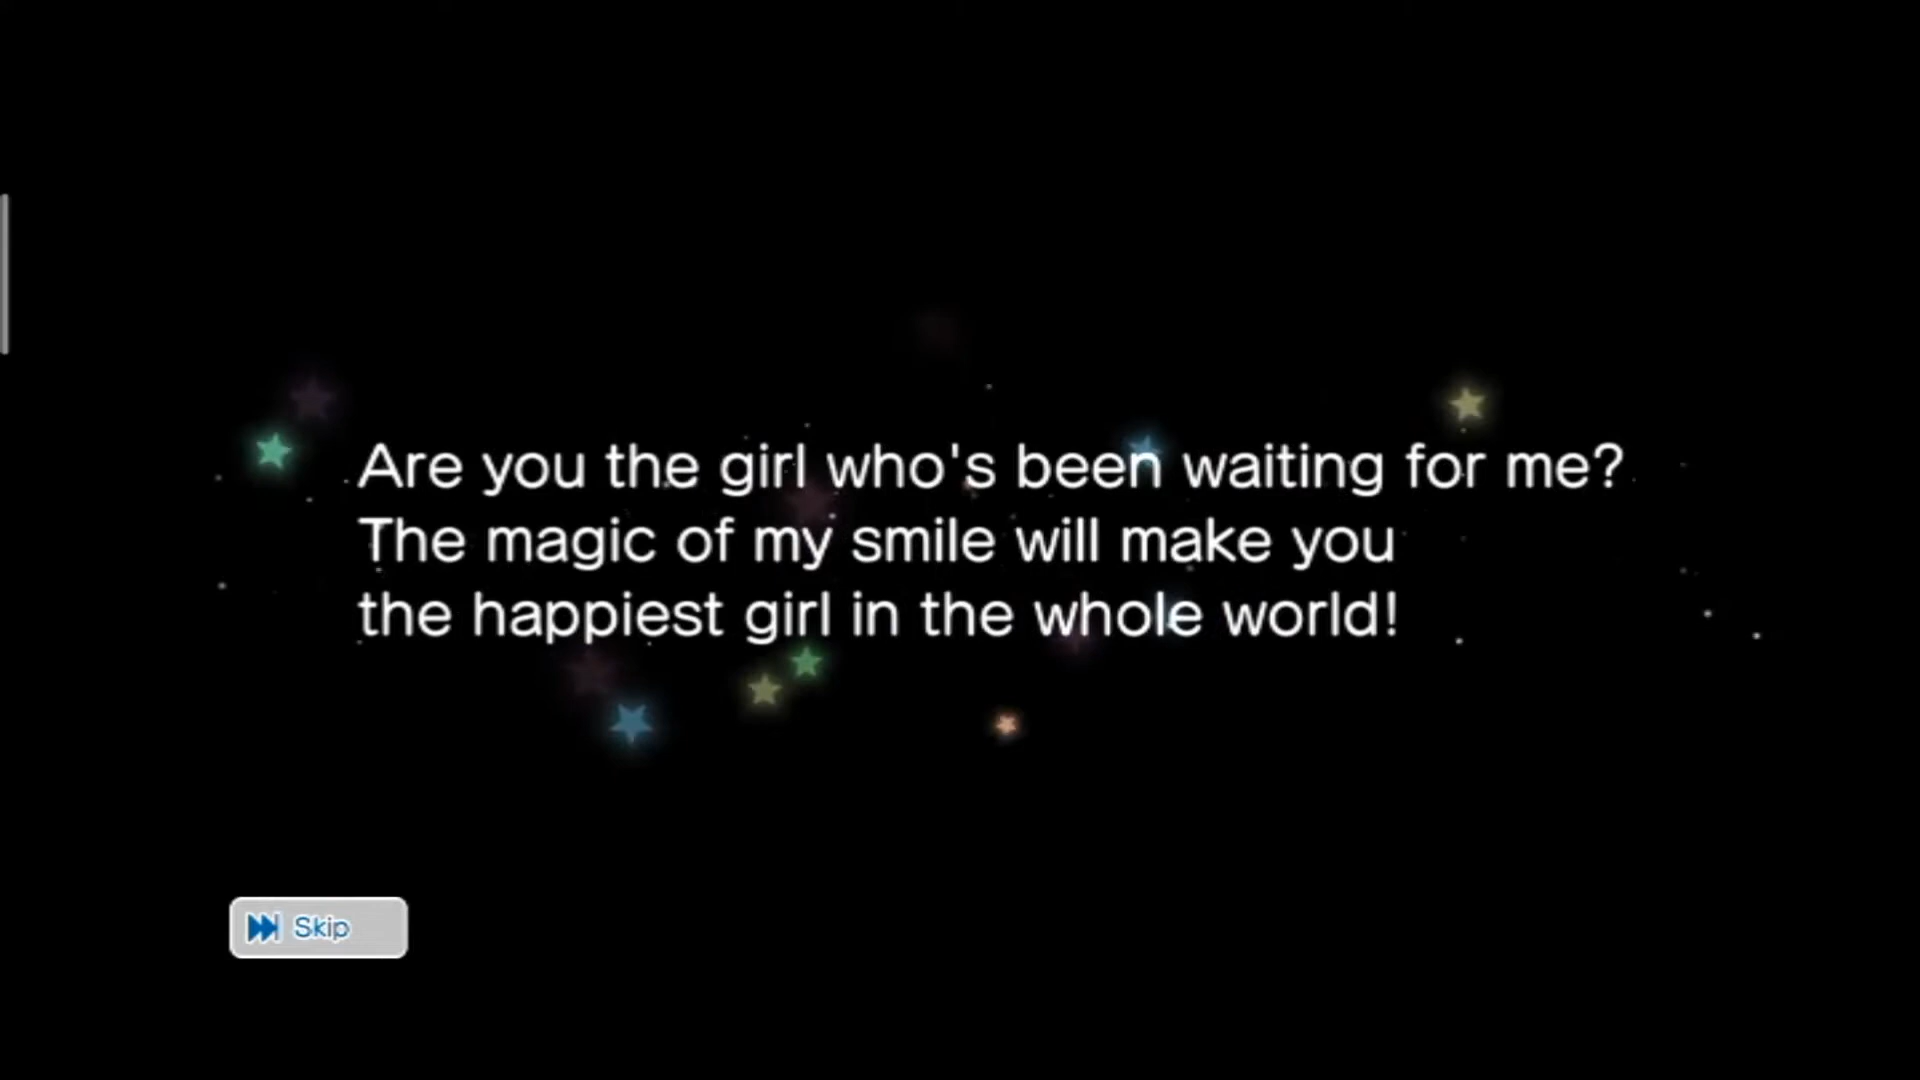 Are you the girl who's been waiting for me?
The magic of my smile will make you
the happiest girl in the whole world!
Skip